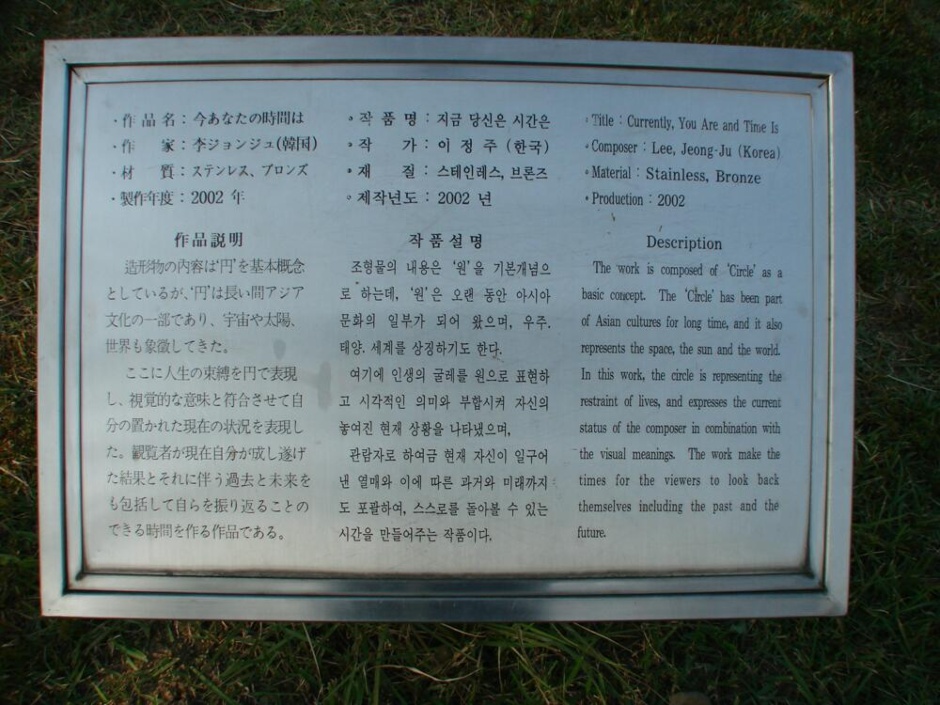 ・作品名：今あなたの時間は
・作　家：李ジョンジュ(韓国)
・材　質：ステンレス、ブロンズ
・製作年度：2002 年
作品説明
造形物の内容は‘円’を基本概念
としているが、‘円’は長い間アジア
文化の一部であり、宇宙や太陽、
世界も象徴してきた。
ここに人生の束縛を円で表現
し、視覚的な意味と符合させて自
分の置かれた現在の状況を表現し
た。観覧者が現在自分が成し遂げ
た結果とそれに伴う過去と未来を
も包括して自らを振り返ることの
できる時間を作る作品である。
• 작 품 명 : 지금 당신은 시간은
• 작 가 : 이 정 주 (한국)
• 재 질 : 스테인레스, 브론즈
• 제작년도 : 2002 년
작품설명
조형물의 내용은 ‘원’을 기본개념으
로 하는데, ‘원’은 오랜 동안 아시아
문화의 일부가 되어 왔으며, 우주.
태양. 세계를 상징하기도 한다.
여기에 인생의 굴레를 원으로 표현하
고 시각적인 의미와 부합시켜 자신의
놓여진 현재 상황을 나타냈으며,
관람자로 하여금 현재 자신이 일구어
낸 열매와 이에 따른 과거와 미래까지
도 포괄하여, 스스로를 돌아볼 수 있는
시간을 만들어주는 작품이다.
• Title : Currently, You Are and Time Is
• Composer : Lee, Jeong-Ju (Korea)
• Material : Stainless, Bronze
• Production : 2002
Description
The work is composed of ‘Circle’ as a
basic concept. The ‘Circle’ has been part
of Asian cultures for long time, and it also
represents the space, the sun and the world.
In this work, the circle is representing the
restraint of lives, and expresses the current
status of the composer in combination with
the visual meanings. The work make the
times for the viewers to look back
themselves including the past and the
future.